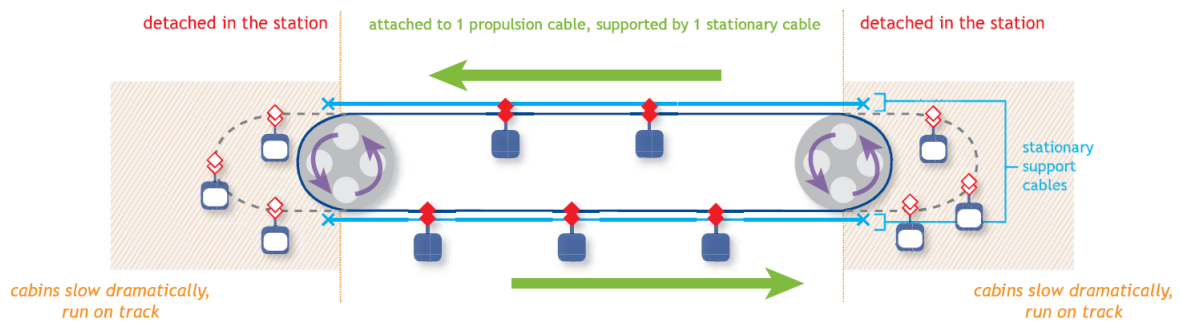 detached in the station
attached to 1 propulsion cable, supported by 1 stationary cable
detached in the station
stationary
support
cables
cabins slow dramatically,
run on track
cabins slow dramatically,
run on track